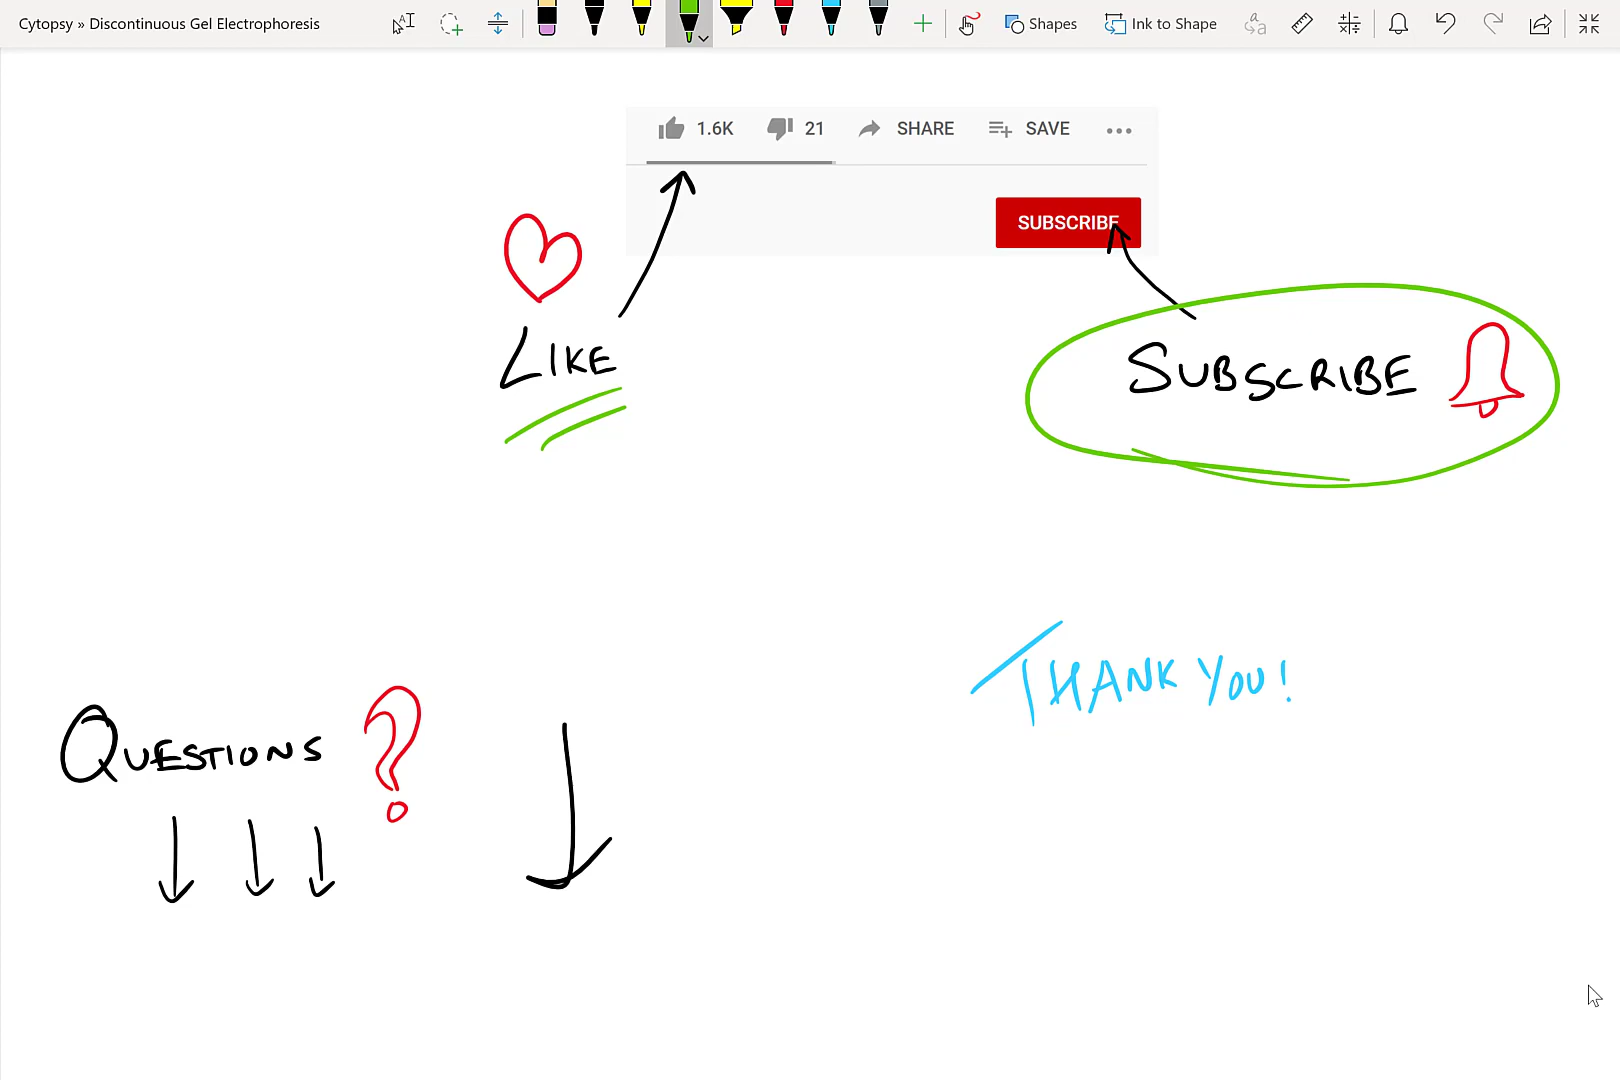 Cytopsy » Discontinuous Gel Electrophoresis
Shapes
Ink to Shape
1.6K 21 SHARE SAVE
SUBSCRIBE
LIKE
SUBSCRIBE
THANK YOU!
QUESTIONS ?